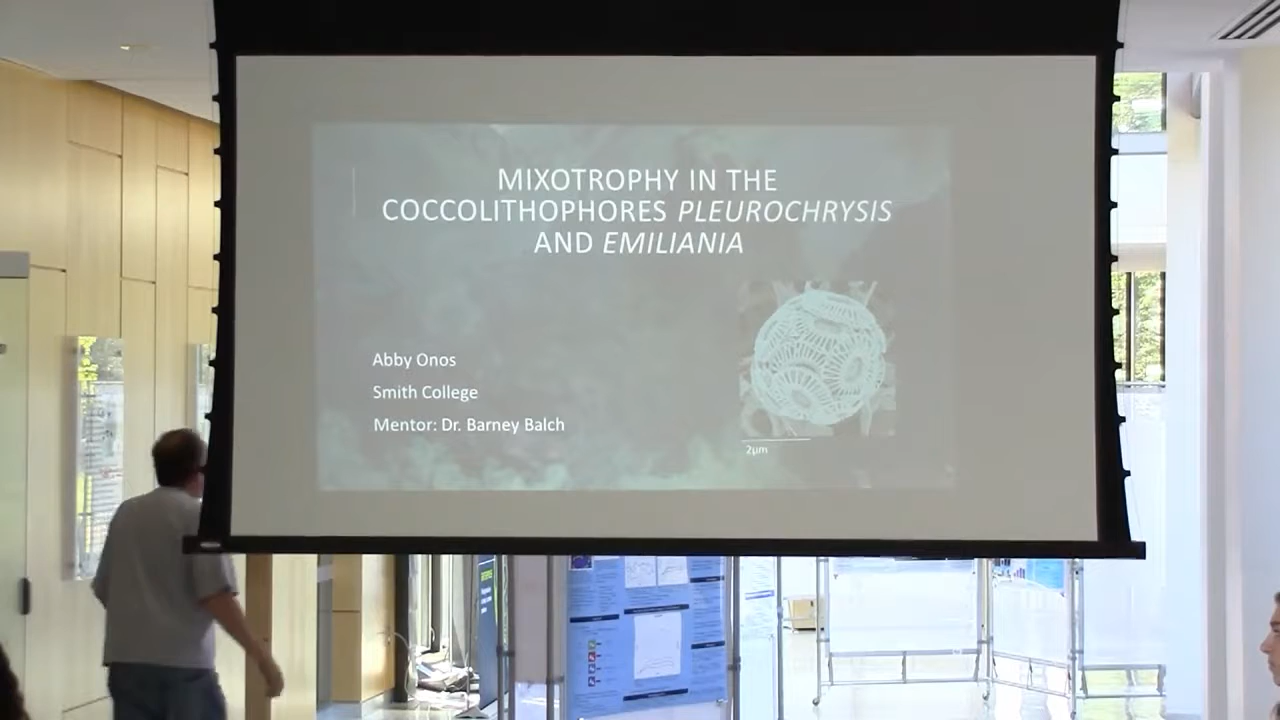 MIXOTROPHY IN THE
COCCOLITHOPHORES PLEUROCHRYSIS
AND EMILIANIA
Abby Onos
Smith College
Mentor: Dr. Barney Balch
2μm